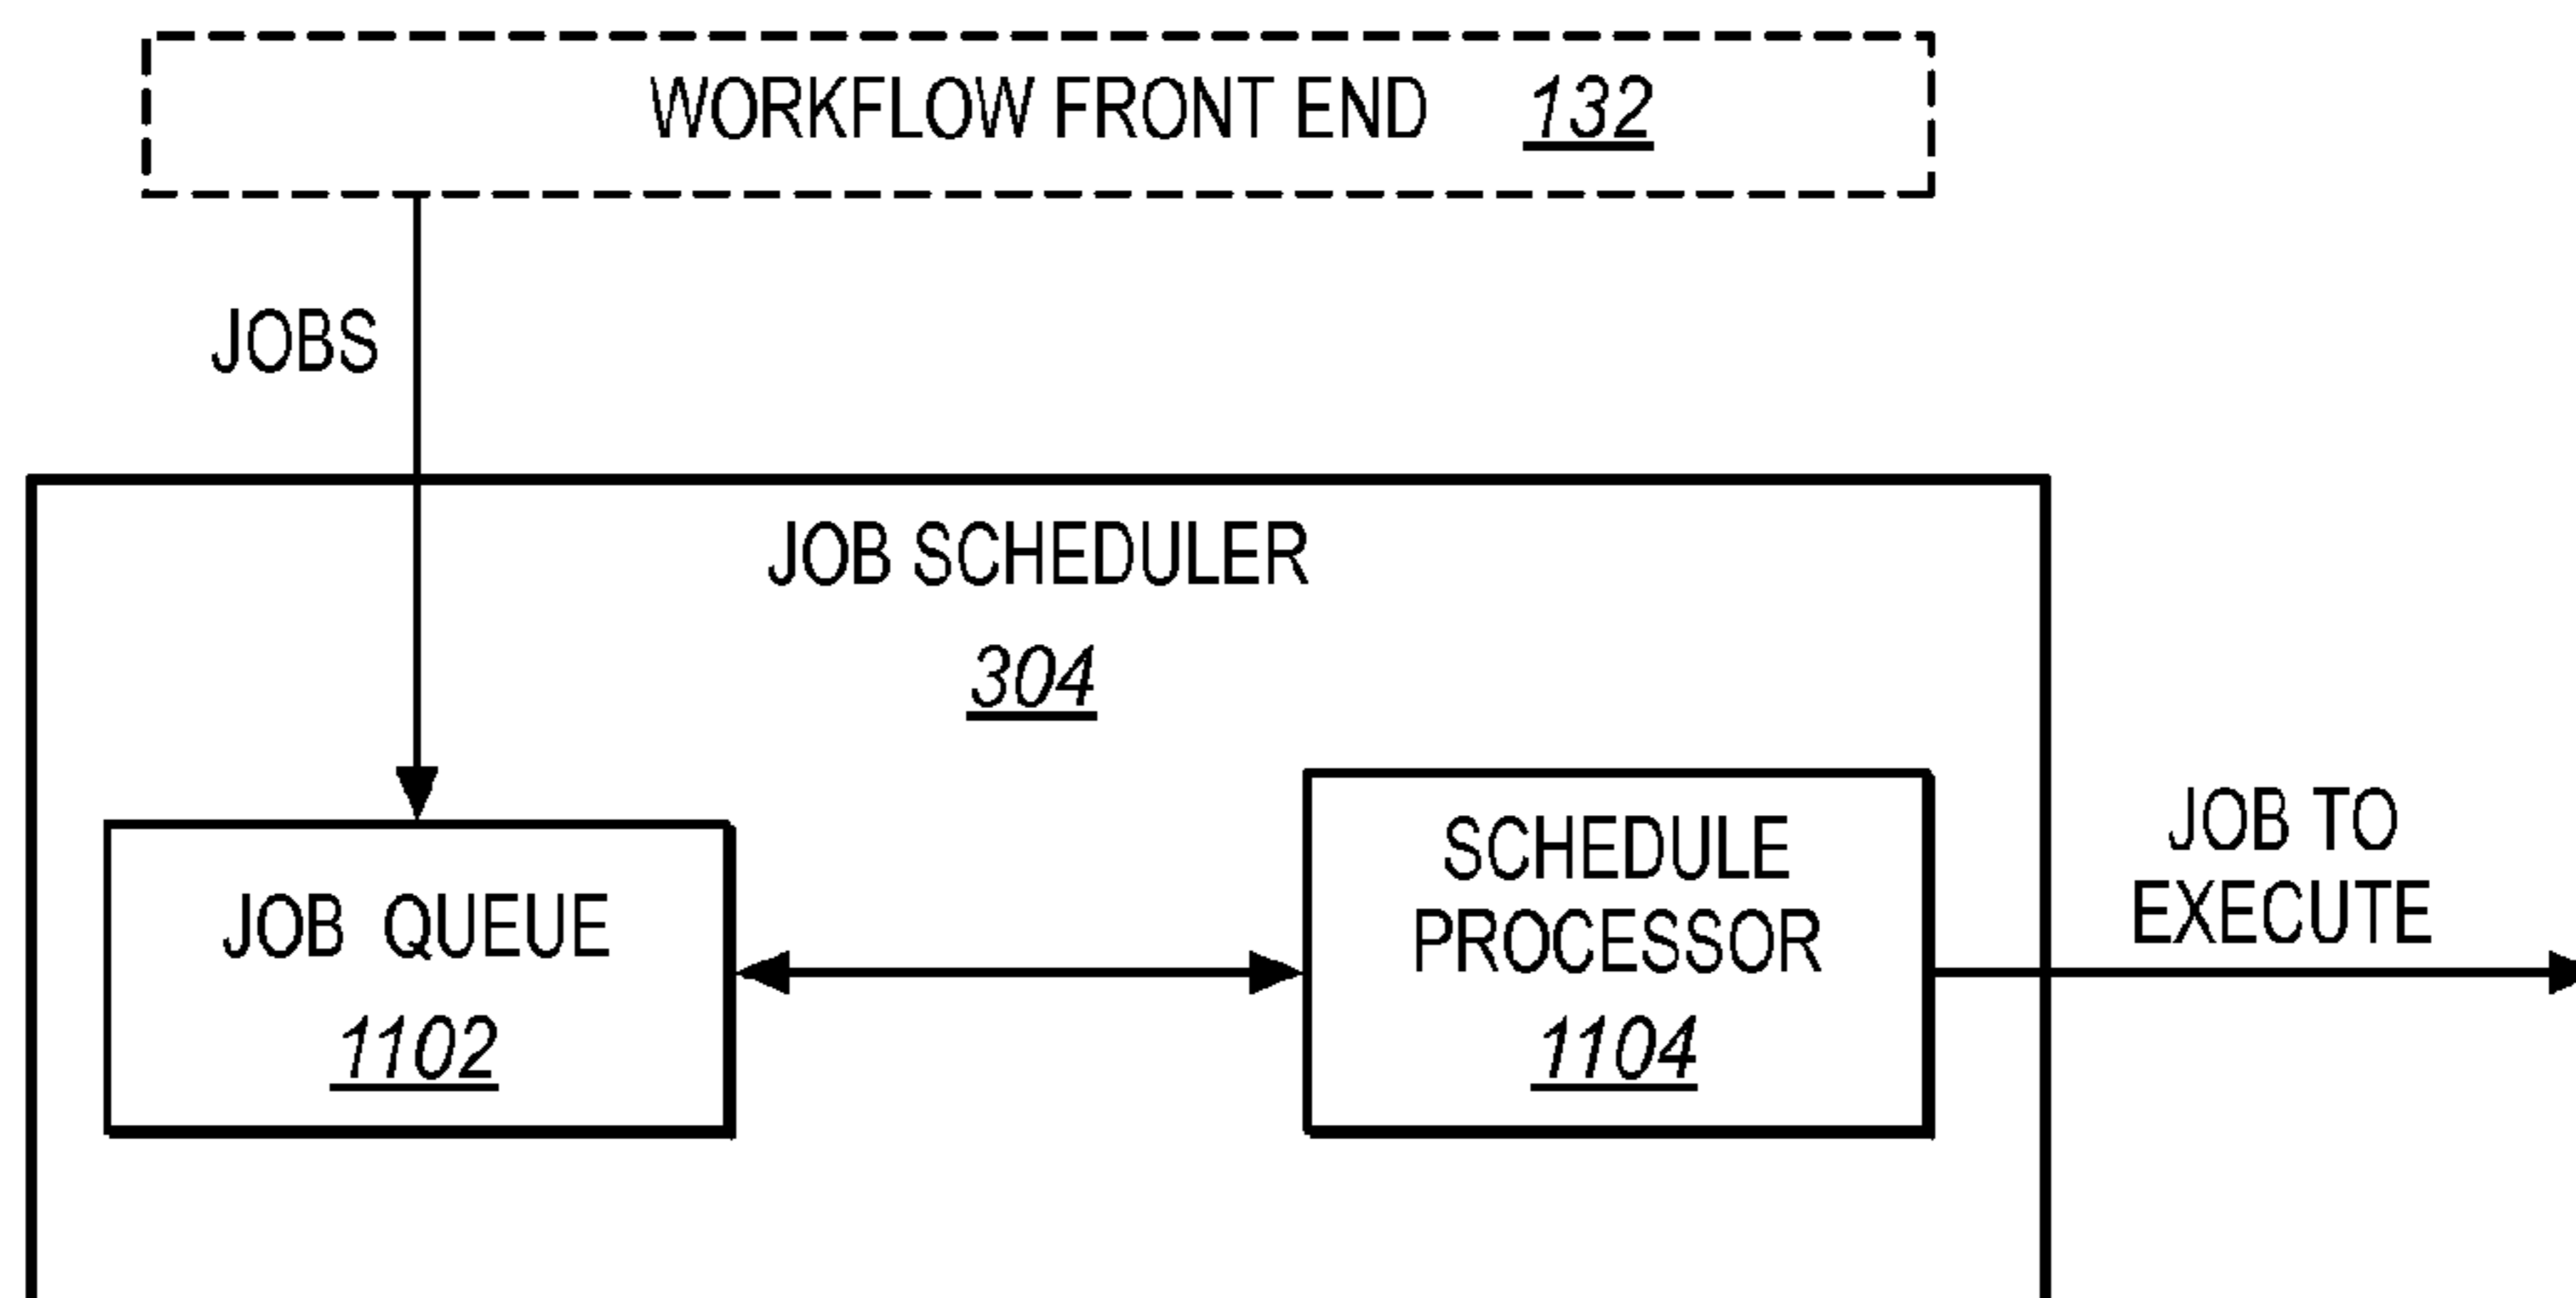 WORKFLOW FRONT END 132
JOBS
JOB SCHEDULER
304
JOB QUEUE
1102
SCHEDULE
PROCESSOR
1104
JOB TO
EXECUTE